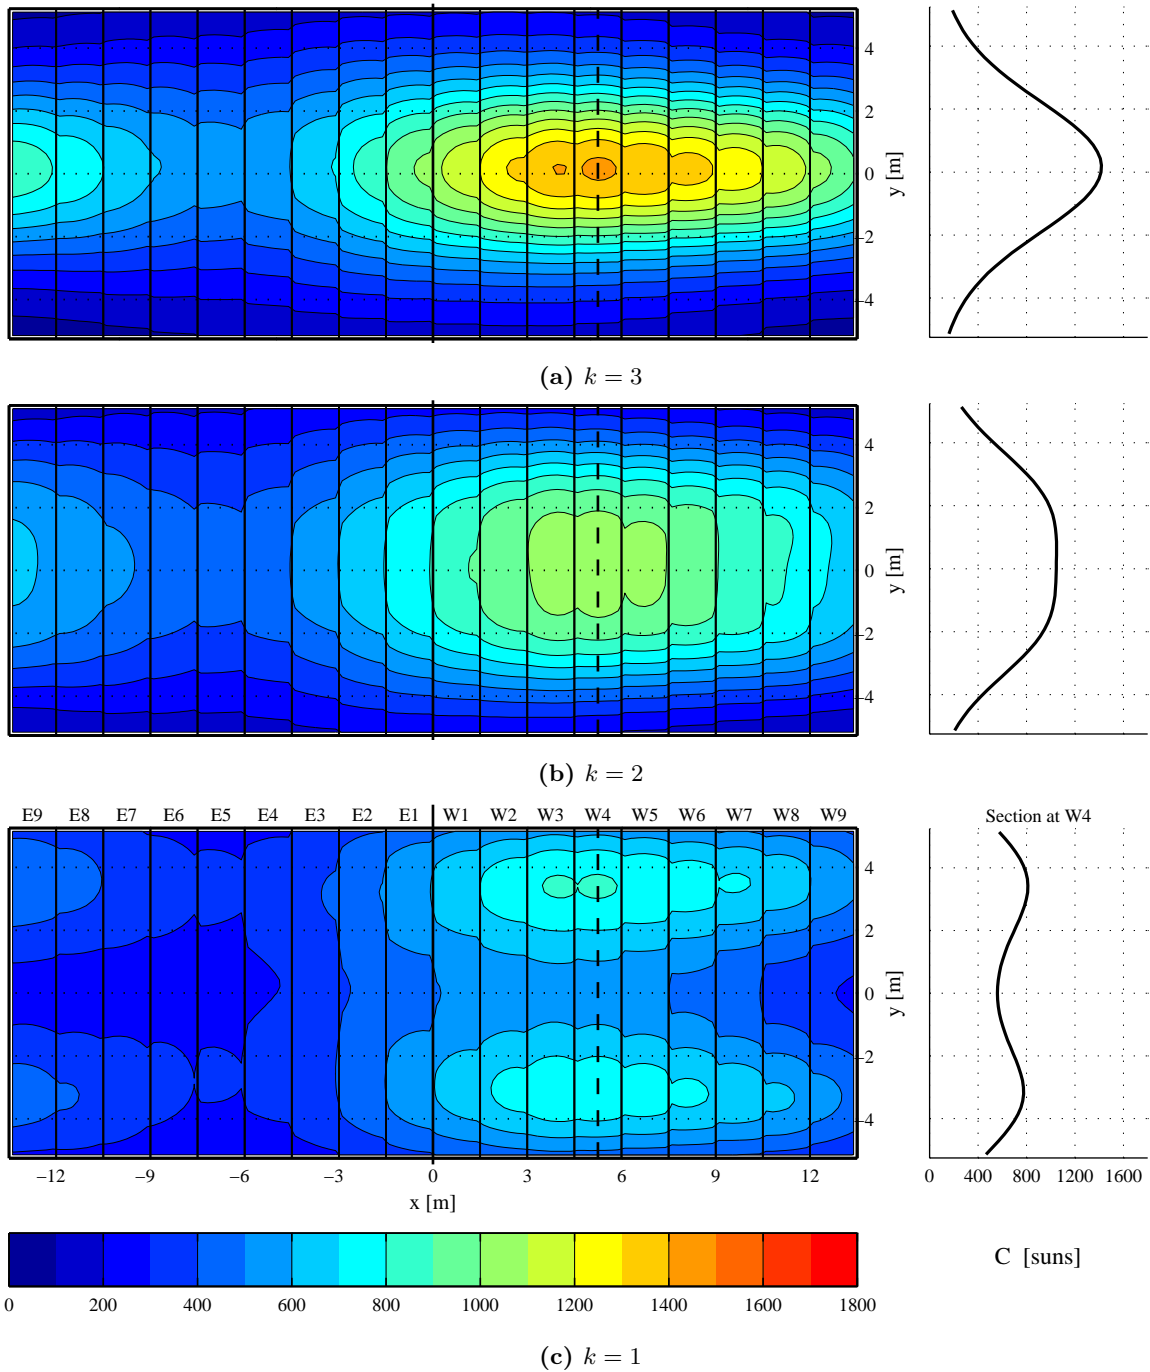 4
2
0
−2
−4
y [m]
(a) k = 3
4
2
0
−2
−4
y [m]
(b) k = 2
E9 E8 E7 E6 E5 E4 E3 E2 E1 W1 W2 W3 W4 W5 W6 W7 W8 W9 Section at W4
4
2
0
−2
−4
y [m]
−12 −9 −6 −3 0 3 6 9 12 0 400 800 1200 1600
x [m]
C [suns]
0 200 400 600 800 1000 1200 1400 1600 1800
(c) k = 1